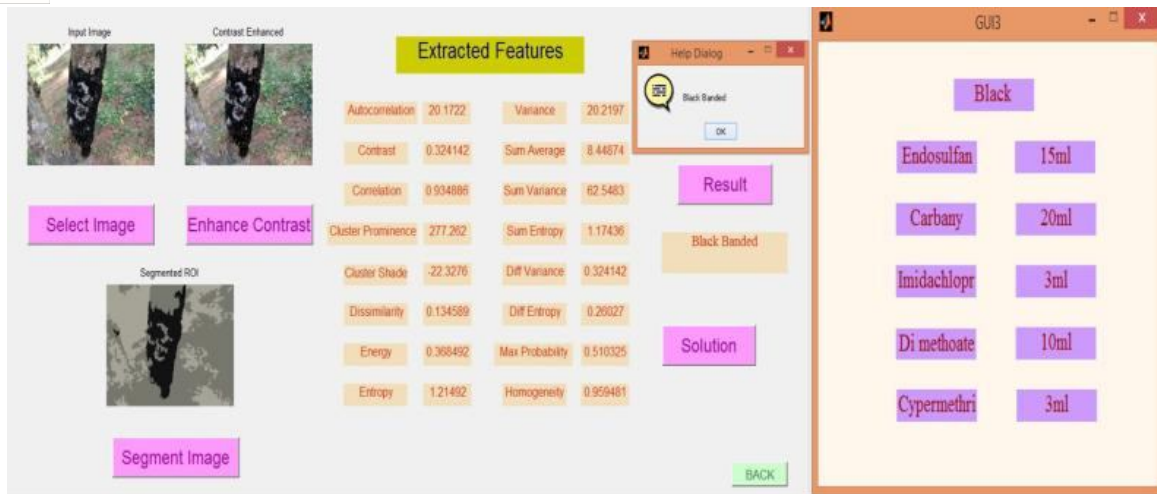 Input Image
Contrast Enhanced
Select Image
Enhance Contrast
Segmented ROI
Segment Image
Extracted Features
Autocorrelation 20.1722 Variance 20.2197
Contrast 0.324142 Sum Average 8.44874
Correlation 0.934886 Sum Variance 62.5483
Cluster Prominence 277.262 Sum Entropy 1.17436
Cluster Shade -22.3276 Diff Variance 0.324142
Dissimilarity 0.134589 Diff Entropy 0.26027
Energy 0.368492 Max Probability 0.510325
Entropy 1.21492 Homogeneity 0.959481
Help Dialog
Black Banded
OK
Result
Black Banded
Solution
BACK
GUI3
Black
Endosulfan 15ml
Carbany 20ml
Imidachlopr 3ml
Di methoate 10ml
Cypermethri 3ml